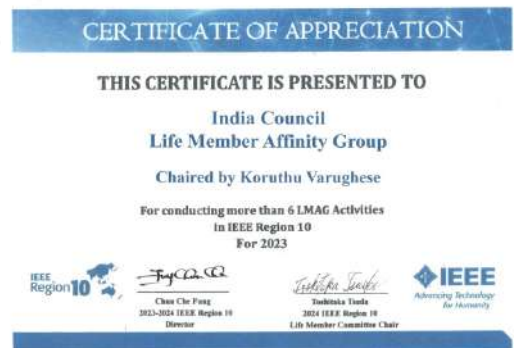 CERTIFICATE OF APPRECIATION
THIS CERTIFICATE IS PRESENTED TO
India Council
Life Member Affinity Group
Chaired by Koruthu Varughese
For conducting more than 6 LMAG Activities
in IEEE Region 10
For 2023
IEEE
Region 10
Chun Che Fung
2023-2024 IEEE Region 10
Director
Toshitaka Tsuda
2024 IEEE Region 10
Life Member Committee Chair
IEEE
Advancing Technology
for Humanity